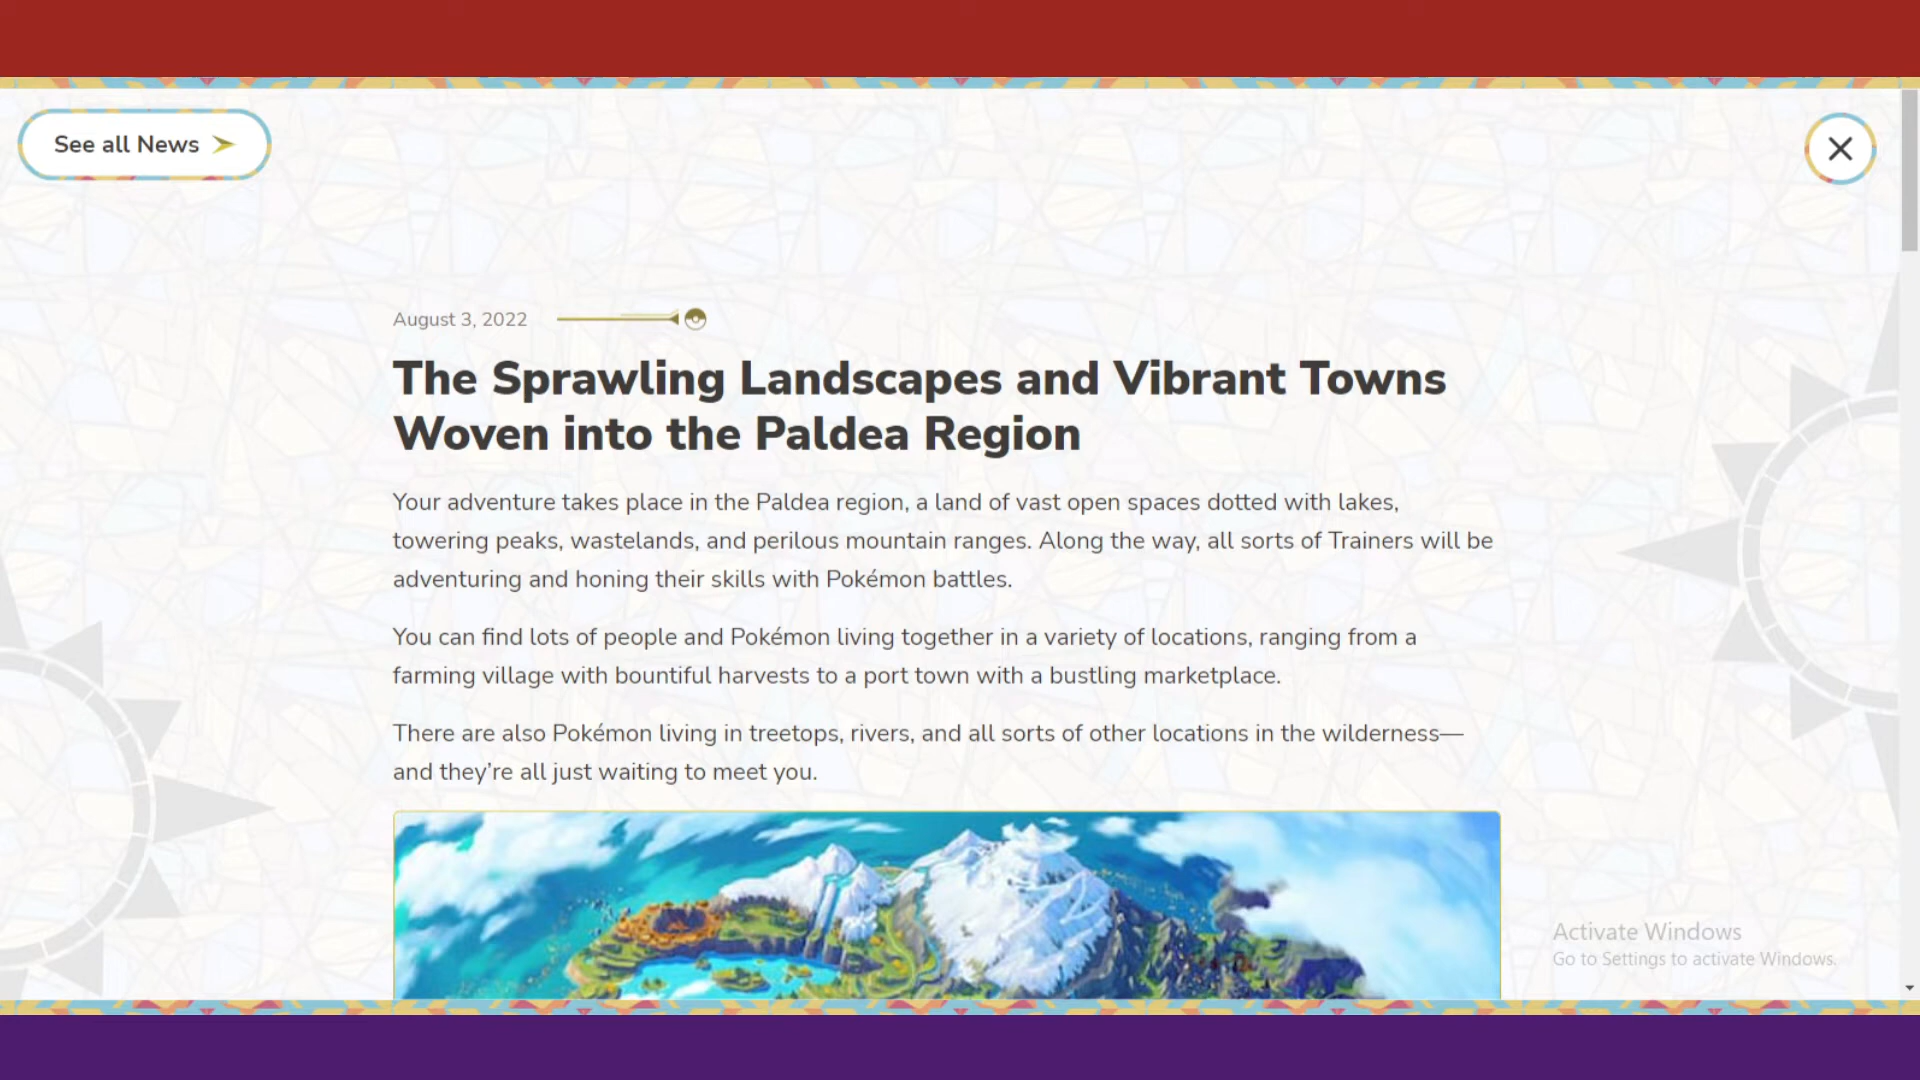 See all News
August 3, 2022
The Sprawling Landscapes and Vibrant Towns
Woven into the Paldea Region
Your adventure takes place in the Paldea region, a land of vast open spaces dotted with lakes,
towering peaks, wastelands, and perilous mountain ranges. Along the way, all sorts of Trainers will be
adventuring and honing their skills with Pokémon battles.
You can find lots of people and Pokémon living together in a variety of locations, ranging from a
farming village with bountiful harvests to a port town with a bustling marketplace.
There are also Pokémon living in treetops, rivers, and all sorts of other locations in the wilderness—
and they’re all just waiting to meet you.
Activate Windows
Go to Settings to activate Windows.